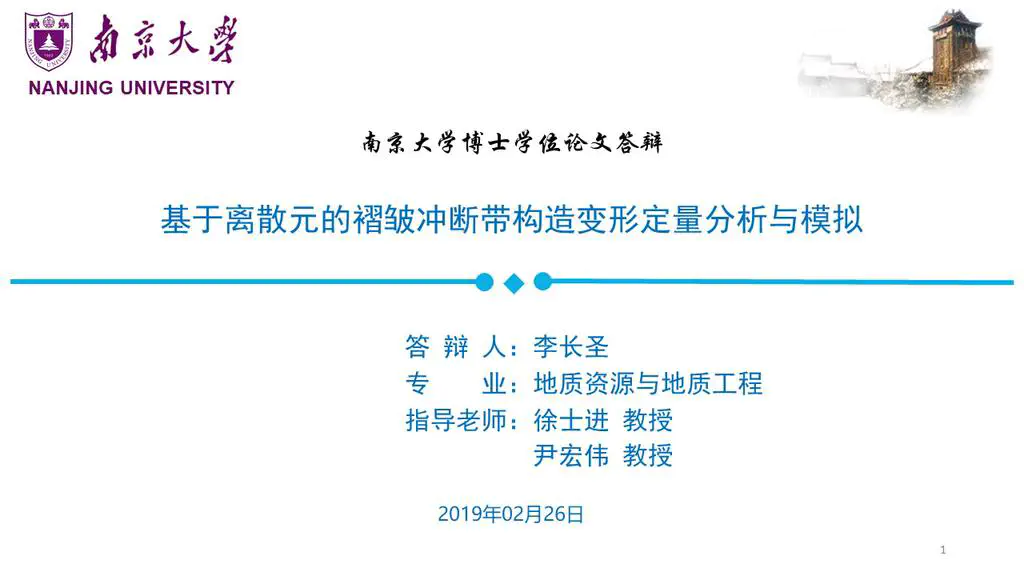 南京大学
NANJING UNIVERSITY
南京大学博士学位论文答辩
基于离散元的褶皱冲断带构造变形定量分析与模拟
答 辩 人：李长圣
专 业：地质资源与地质工程
指导老师：徐士进 教授
尹宏伟 教授
2019年02月26日
1